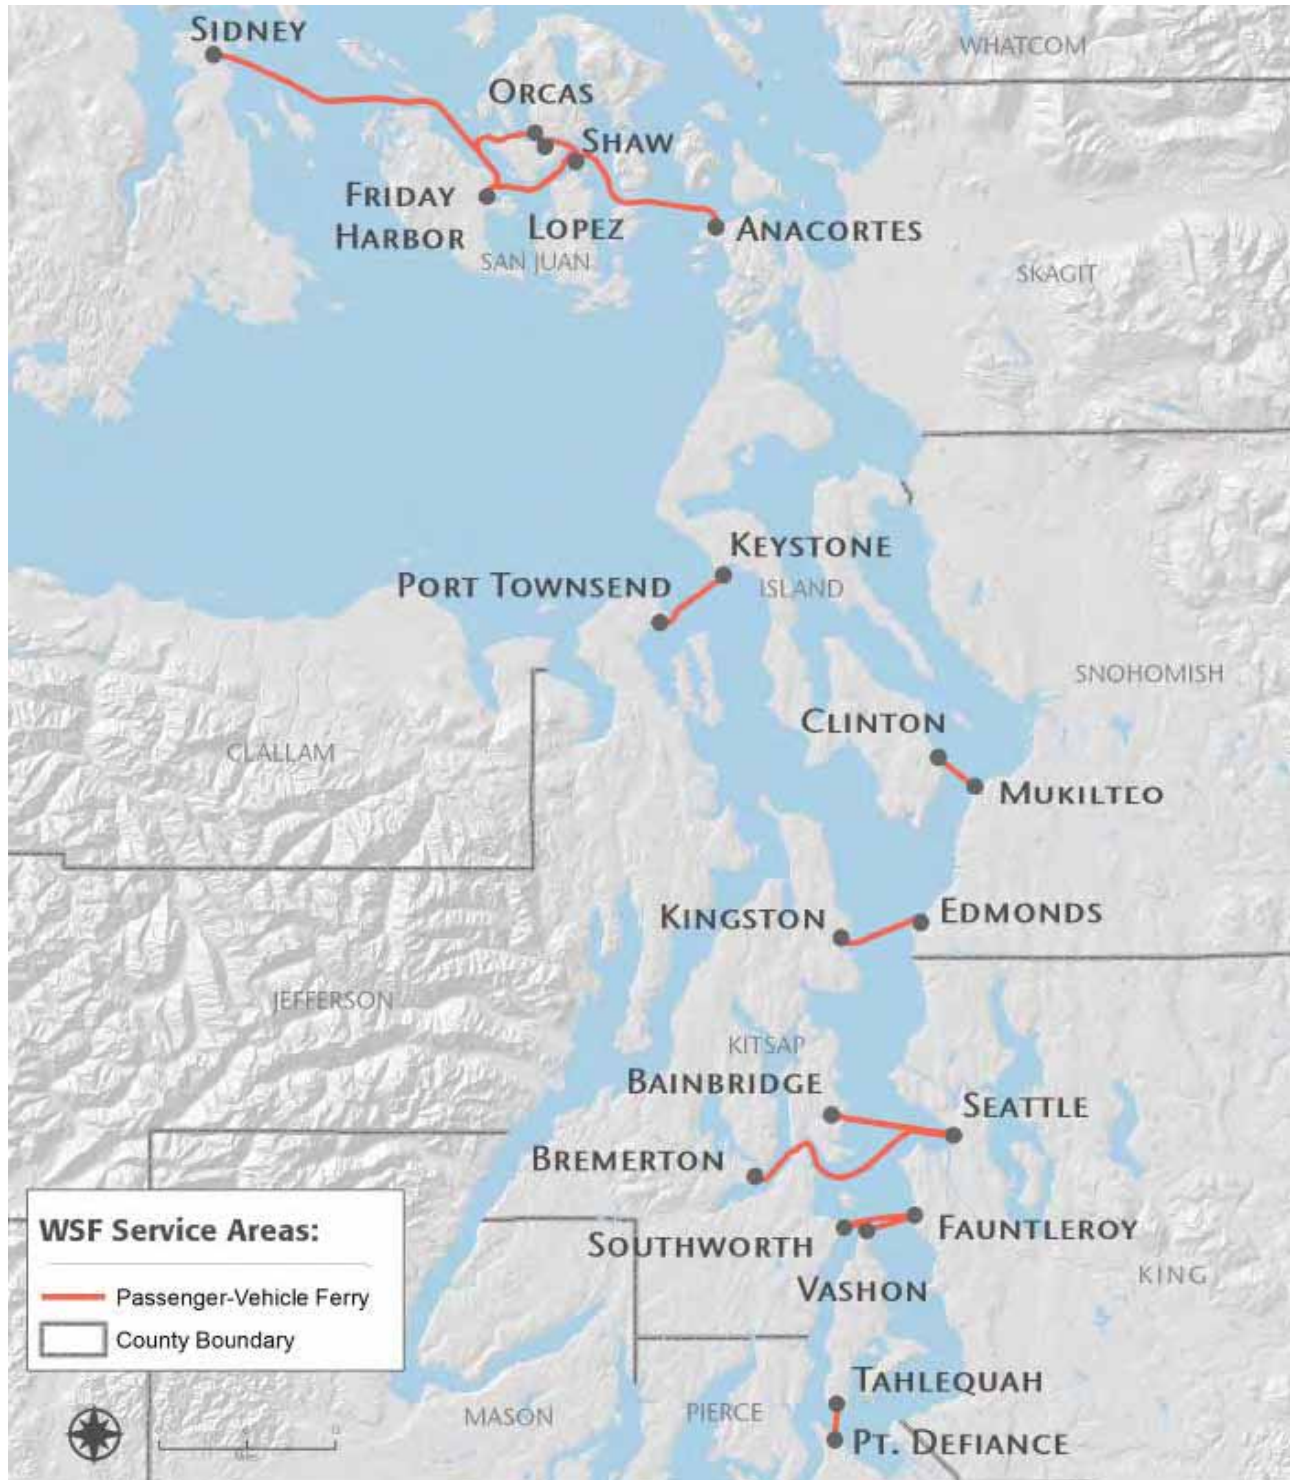 SIDNEY
WHATCOM
ORCAS
SHAW
FRIDAY
HARBOR
LOPEZ
ANACORTES
SAN JUAN
SKAGIT
KEYSTONE
PORT TOWNSEND
ISLAND
SNOHOMISH
CLINTON
CLALLAM
MUKILTEO
KINGSTON
EDMONDS
JEFFERSON
KITSAP
BAINBRIDGE
SEATTLE
BREMERTON
WSF Service Areas:
Passenger-Vehicle Ferry
County Boundary
FAUNTLEROY
SOUTHWORTH
VASHON
KING
TAHLEQUAH
MASON
PIERCE
PT. DEFIANCE